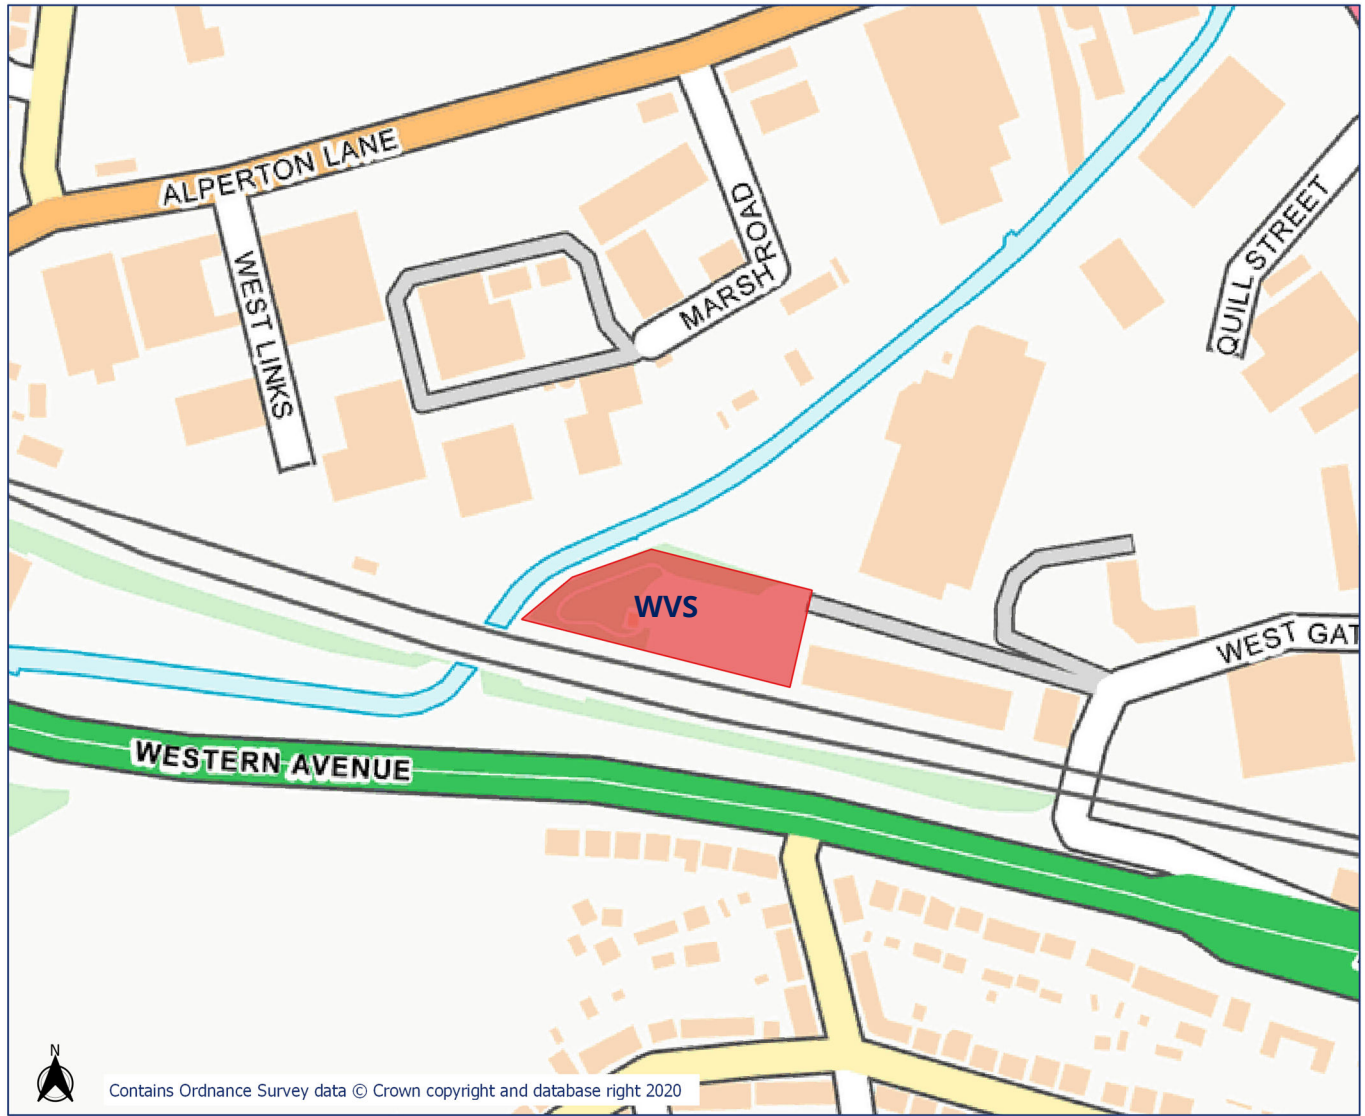 ALPERTON LANE
MARSH ROAD
QUILL STREET
WEST LINKS
WVS
WEST GAT
WESTERN AVENUE
N
Contains Ordnance Survey data © Crown copyright and database right 2020